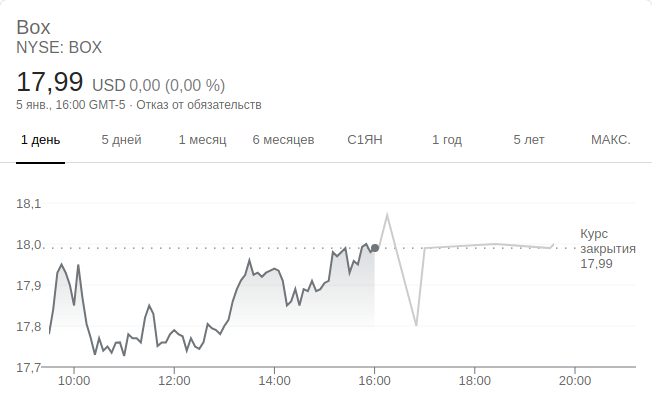 Box
NYSE: BOX
17,99 USD 0,00 (0,00 %)
5 янв., 16:00 GMT-5 · Отказ от обязательств
1 день 5 дней 1 месяц 6 месяцев С1ЯН 1 год 5 лет МАКС.
18,1
18,0
Курс
закрытия
17,99
17,9
17,8
17,7
10:00 12:00 14:00 16:00 18:00 20:00